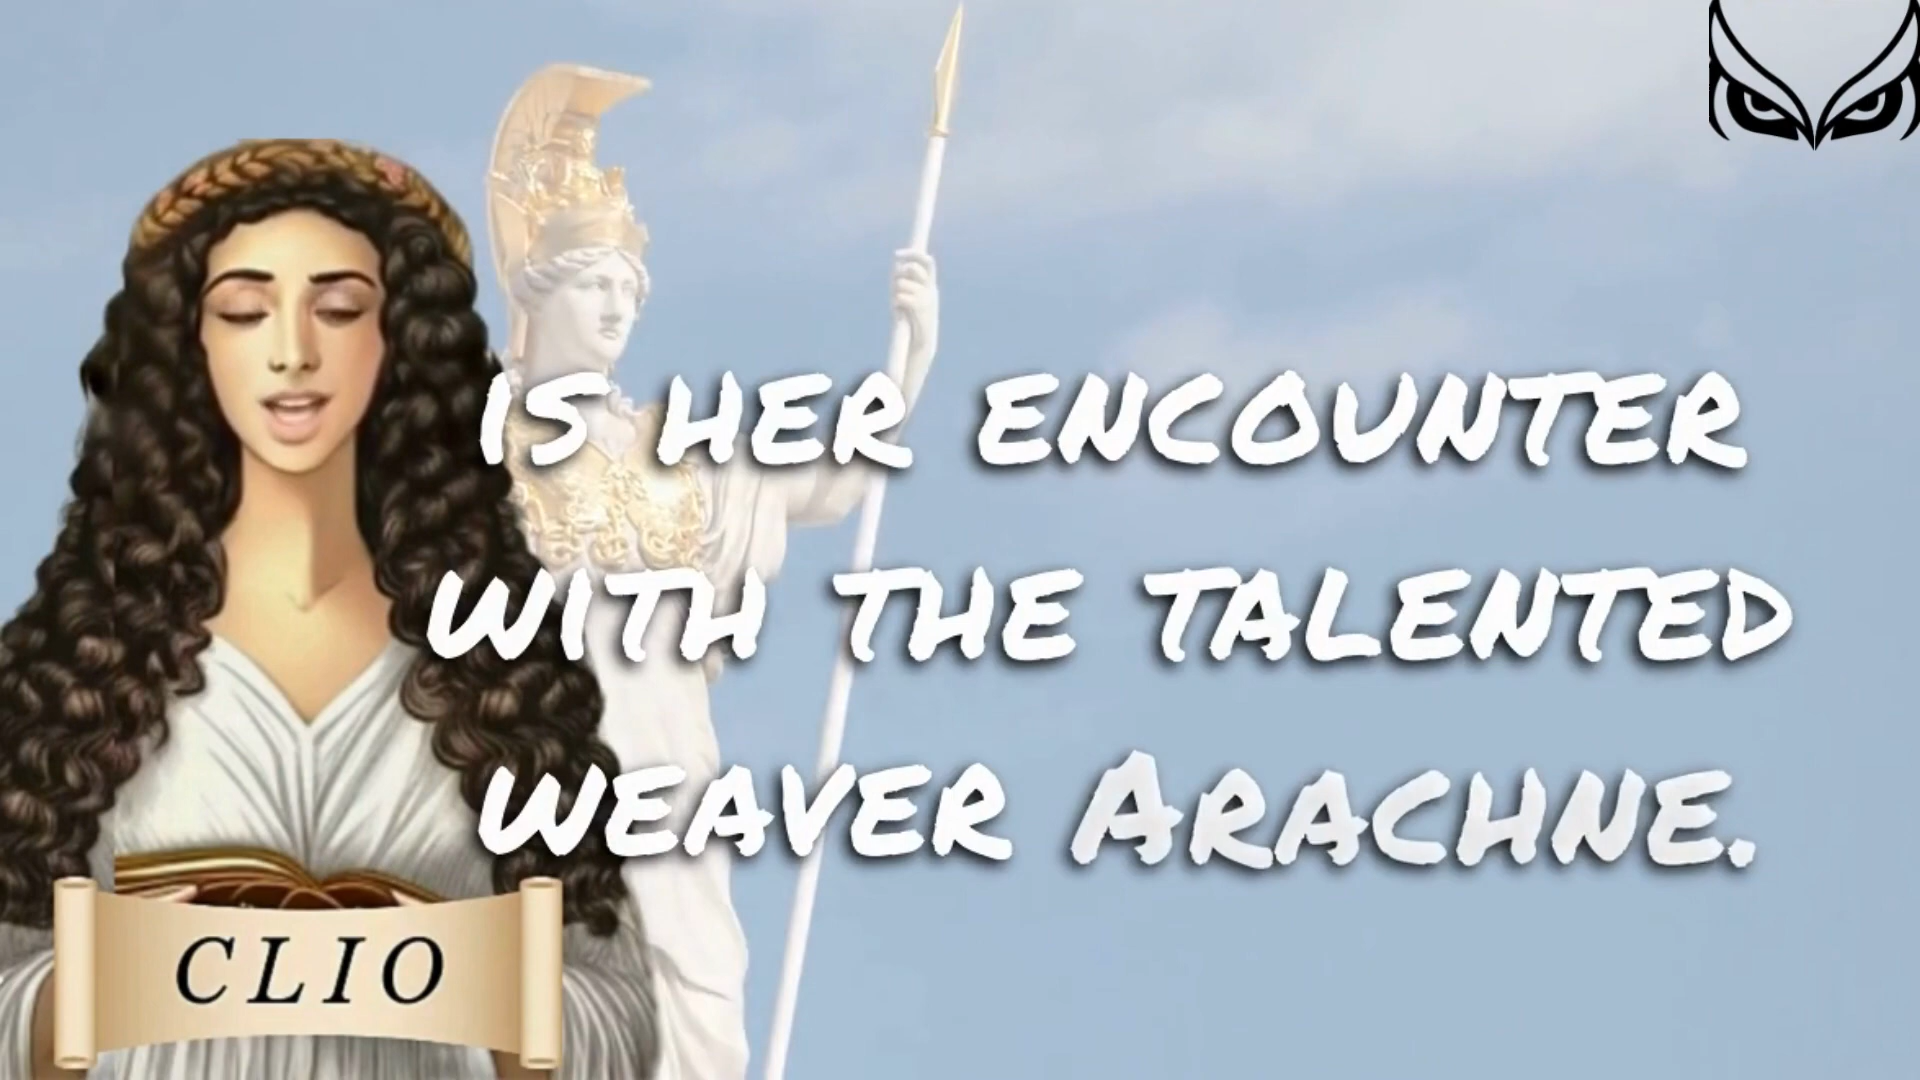 is her encounter
with the talented
weaver Arachne.
CLIO